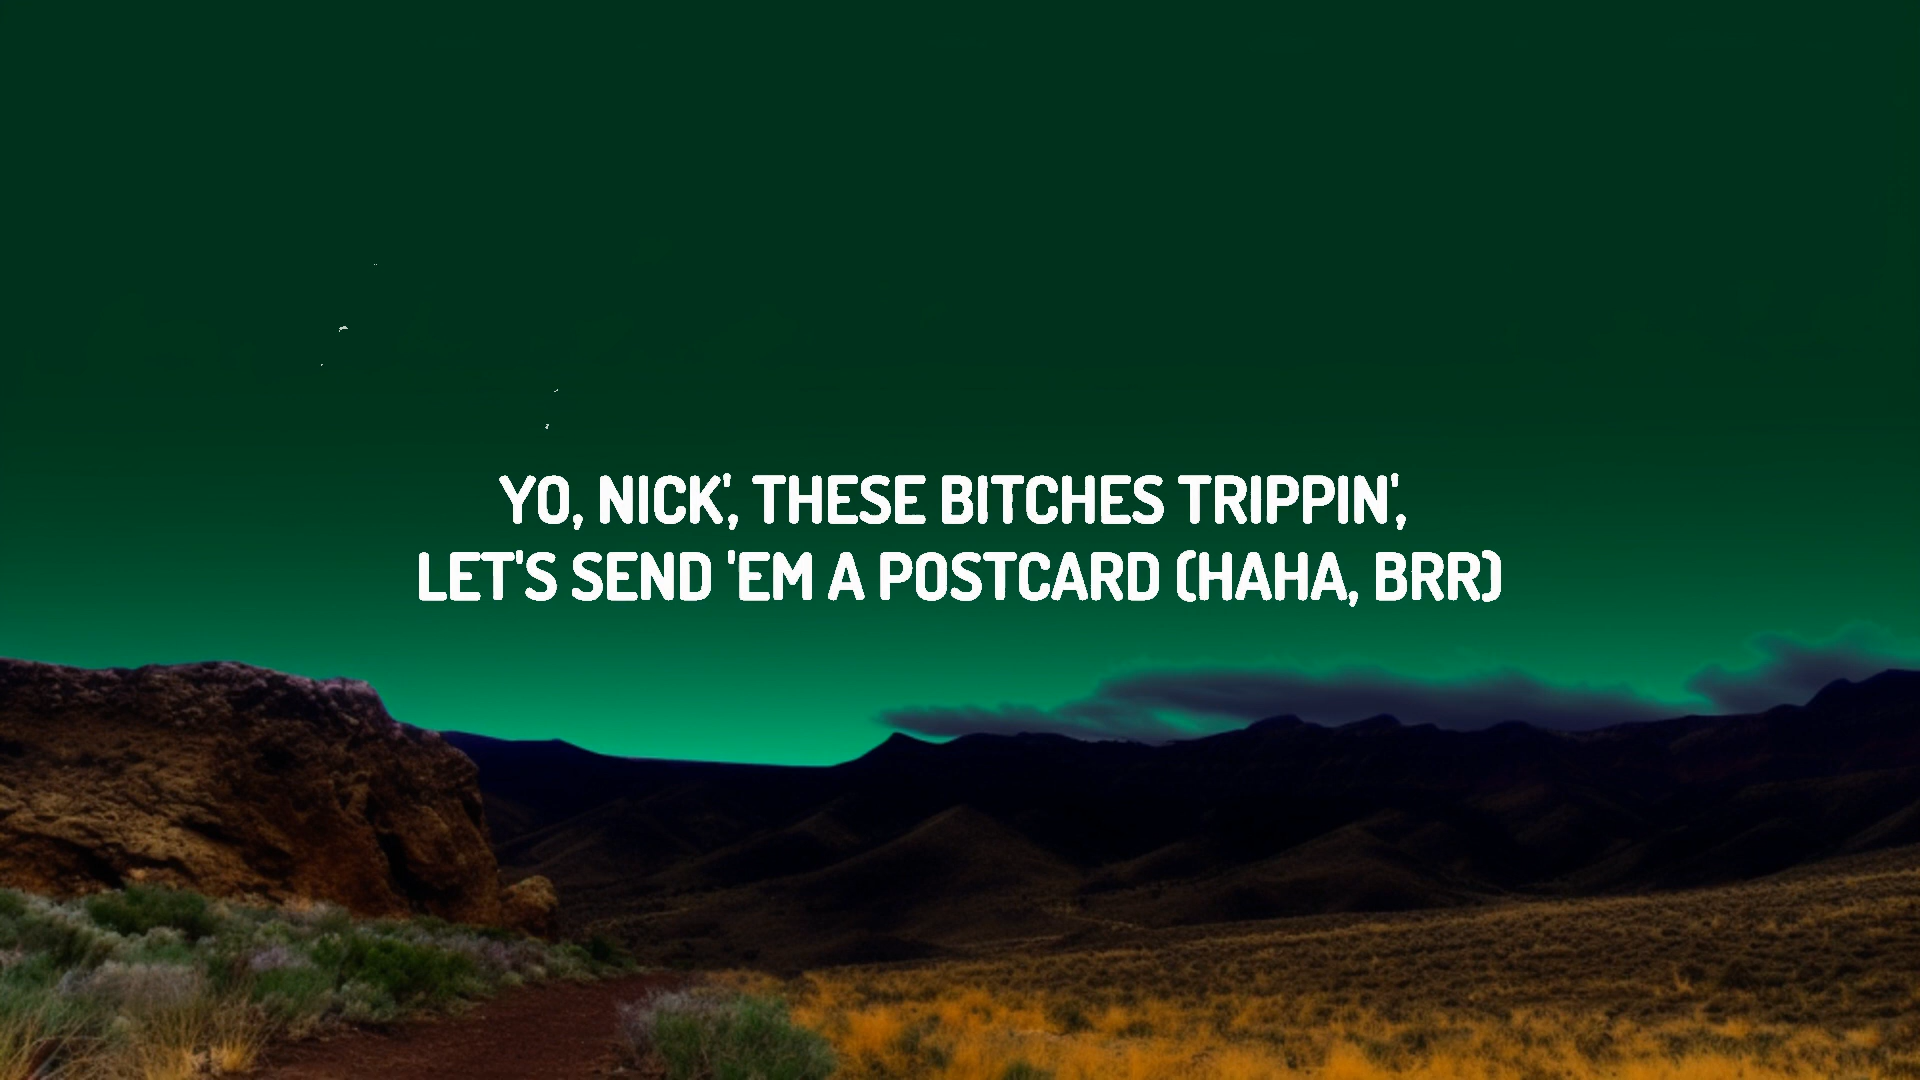 YO, NICK', THESE BITCHES TRIPPIN',
LET'S SEND 'EM A POSTCARD (HAHA, BRR)